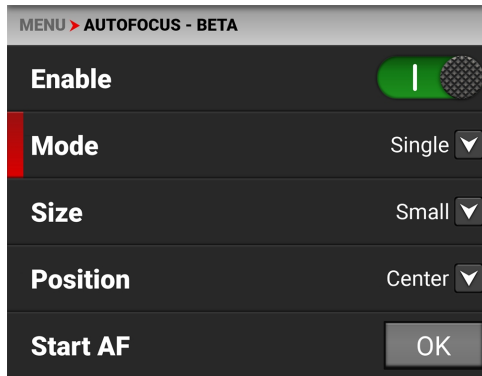 MENU > AUTOFOCUS - BETA
Enable
Mode Single
Size Small
Position Center
Start AF OK